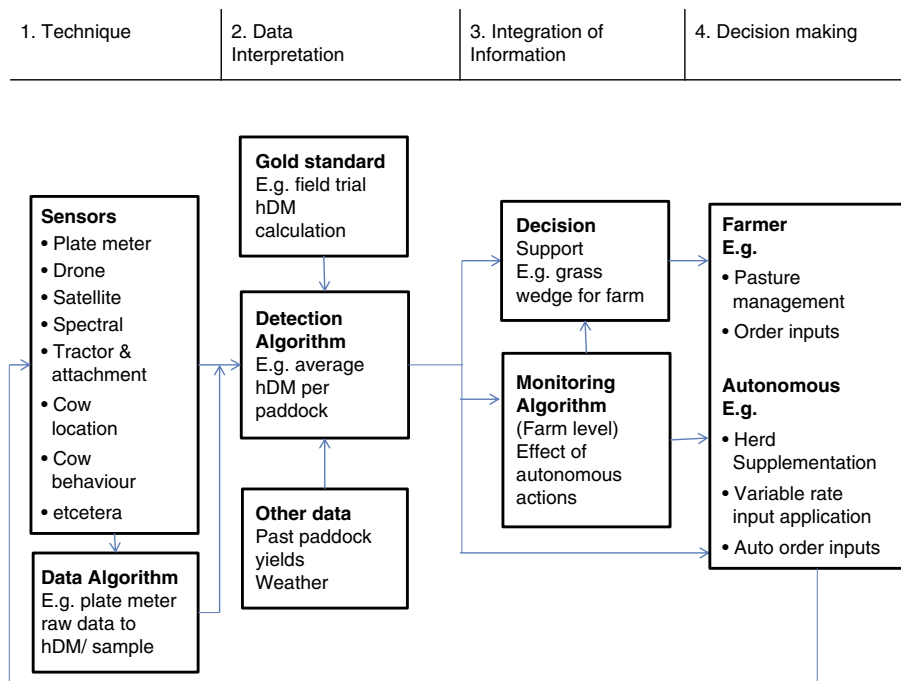 1. Technique
2. Data
Interpretation
3. Integration of
Information
4. Decision making
Sensors
• Plate meter
• Drone
• Satellite
• Spectral
• Tractor &
attachment
• Cow
location
• Cow
behaviour
• etcetera
Data Algorithm
E.g. plate meter
raw data to
hDM/ sample
Gold standard
E.g. field trial
hDM
calculation
Detection
Algorithm
E.g. average
hDM per
paddock
Other data
Past paddock
yields
Weather
Decision
Support
E.g. grass
wedge for farm
Monitoring
Algorithm
(Farm level)
Effect of
autonomous
actions
Farmer
E.g.
• Pasture
management
• Order inputs
Autonomous
E.g.
• Herd
Supplementation
• Variable rate
input application
• Auto order inputs